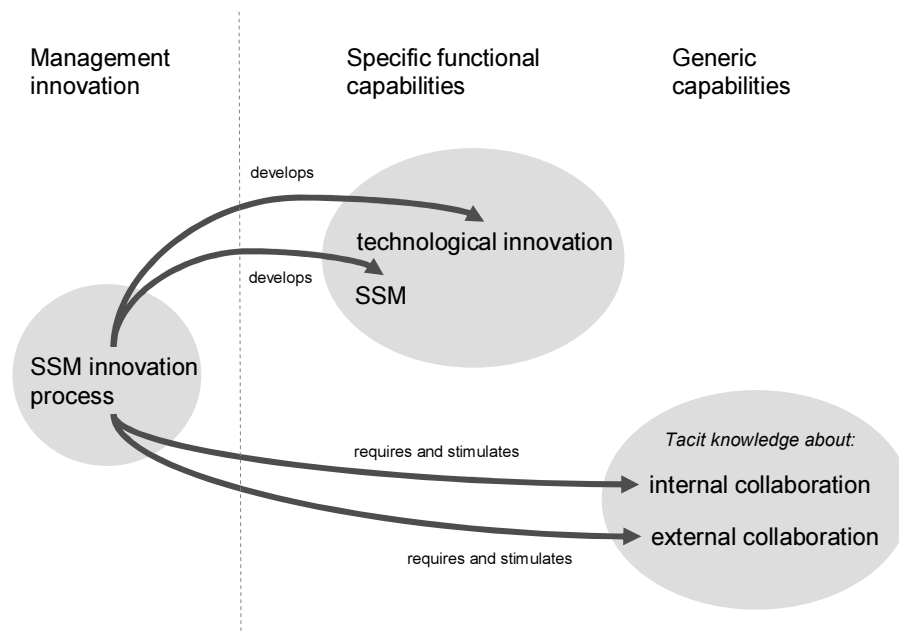 Management
innovation
Specific functional
capabilities
Generic
capabilities
develops
technological innovation
develops
SSM
SSM innovation
process
requires and stimulates
Tacit knowledge about:
internal collaboration
external collaboration
requires and stimulates